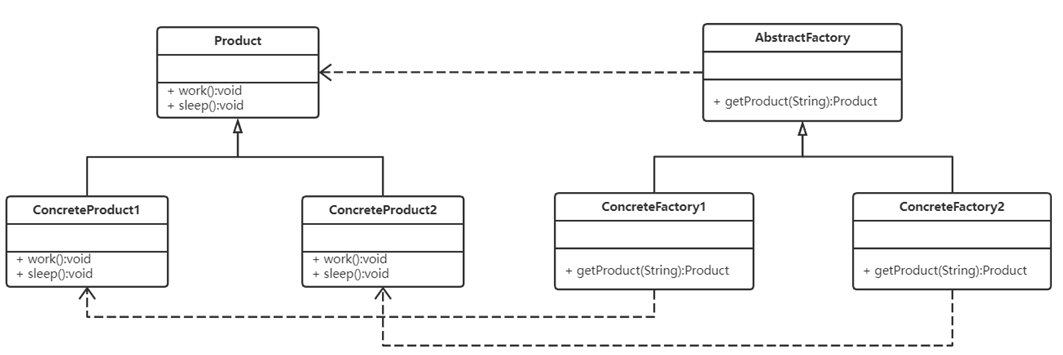 Product
+ work():void
+ sleep():void
AbstractFactory
+ getProduct(String):Product
ConcreteProduct1
+ work():void
+ sleep():void
ConcreteProduct2
+ work():void
+ sleep():void
ConcreteFactory1
+ getProduct(String):Product
ConcreteFactory2
+ getProduct(String):Product